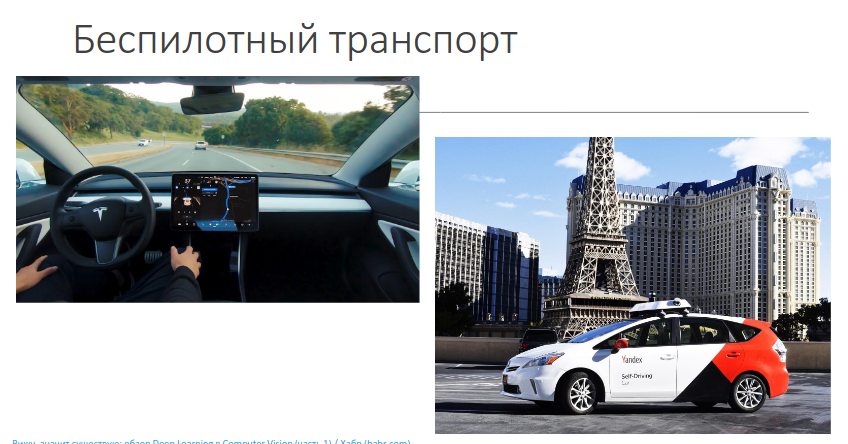 Беспилотный транспорт
37
Yandex
Self-Driving
Car
Вижу, значит существую: обзор Deep Learning в Computer Vision (часть 1) / Хабр (habr.com)